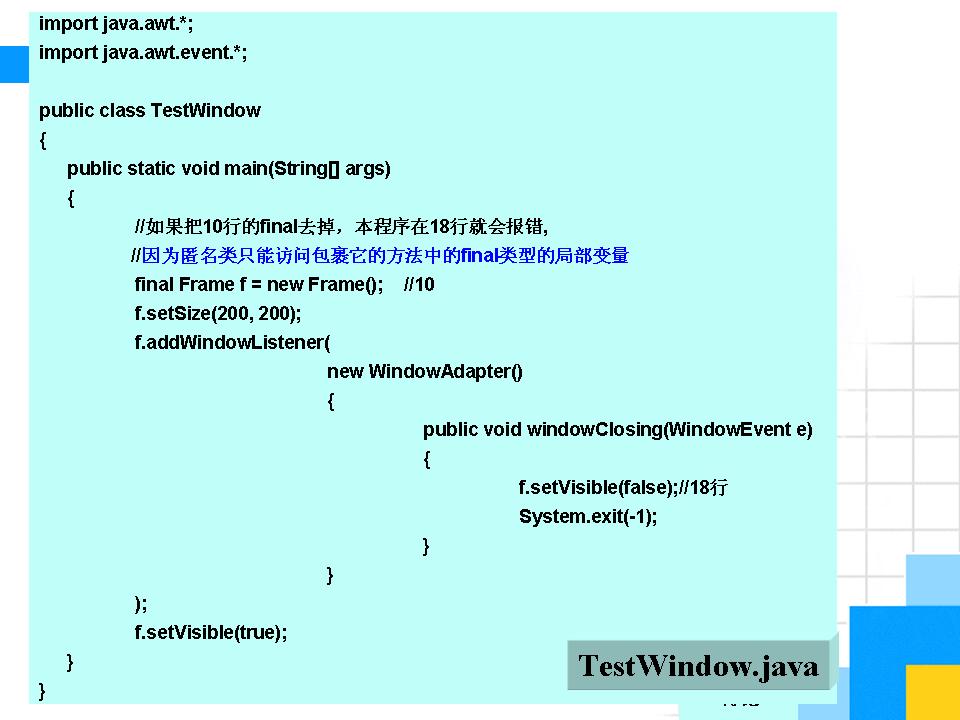 import java.awt.*;
import java.awt.event.*;
public class TestWindow
{
public static void main(String[] args)
{
//如果把10行的final去掉，本程序在18行就会报错,
//因为匿名类只能访问包裹它的方法中的final类型的局部变量
final Frame f = new Frame(); //10
f.setSize(200, 200);
f.addWindowListener(
new WindowAdapter()
{
public void windowClosing(WindowEvent e)
{
f.setVisible(false);//18行
System.exit(-1);
}
}
);
f.setVisible(true);
}
}
TestWindow.java